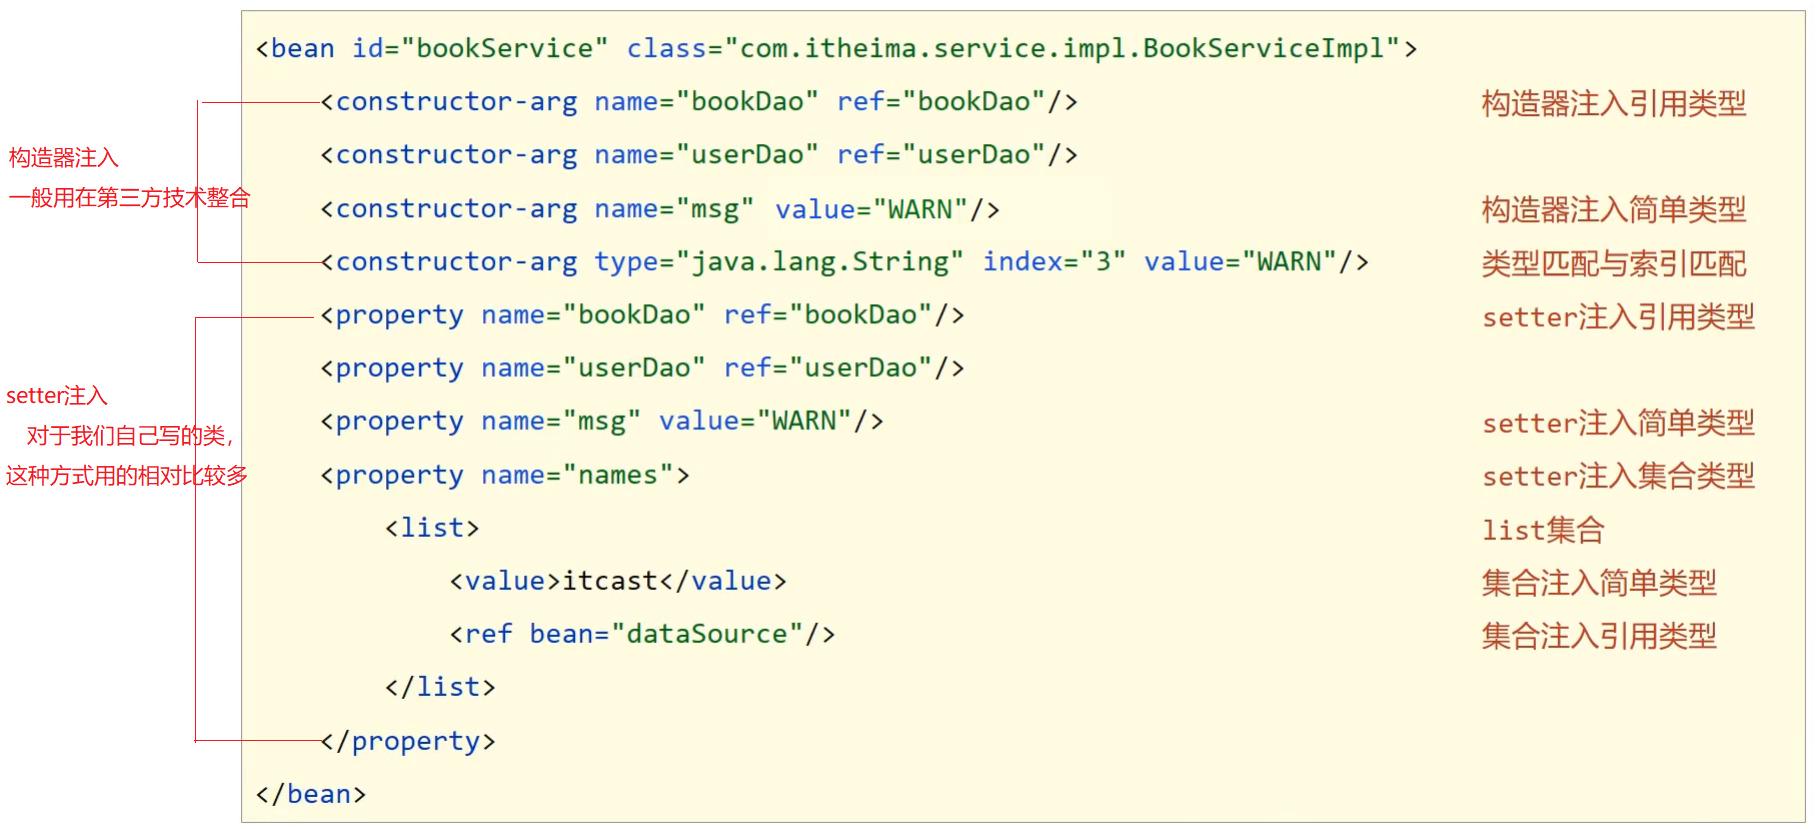 <bean id="bookService" class="com.itheima.service.impl.BookServiceImpl">
<constructor-arg name="bookDao" ref="bookDao"/> 构造器注入引用类型
<constructor-arg name="userDao" ref="userDao"/>
<constructor-arg name="msg" value="WARN"/> 构造器注入简单类型
<constructor-arg type="java.lang.String" index="3" value="WARN"/> 类型匹配与索引匹配
<property name="bookDao" ref="bookDao"/> setter注入引用类型
<property name="userDao" ref="userDao"/>
<property name="msg" value="WARN"/> setter注入简单类型
<property name="names"> setter注入集合类型
<list> list集合
<value>itcast</value> 集合注入简单类型
<ref bean="dataSource"/> 集合注入引用类型
</list>
</property>
</bean>
构造器注入
一般用在第三方技术整合
setter注入
对于我们自己写的类，
这种方式用的相对比较多